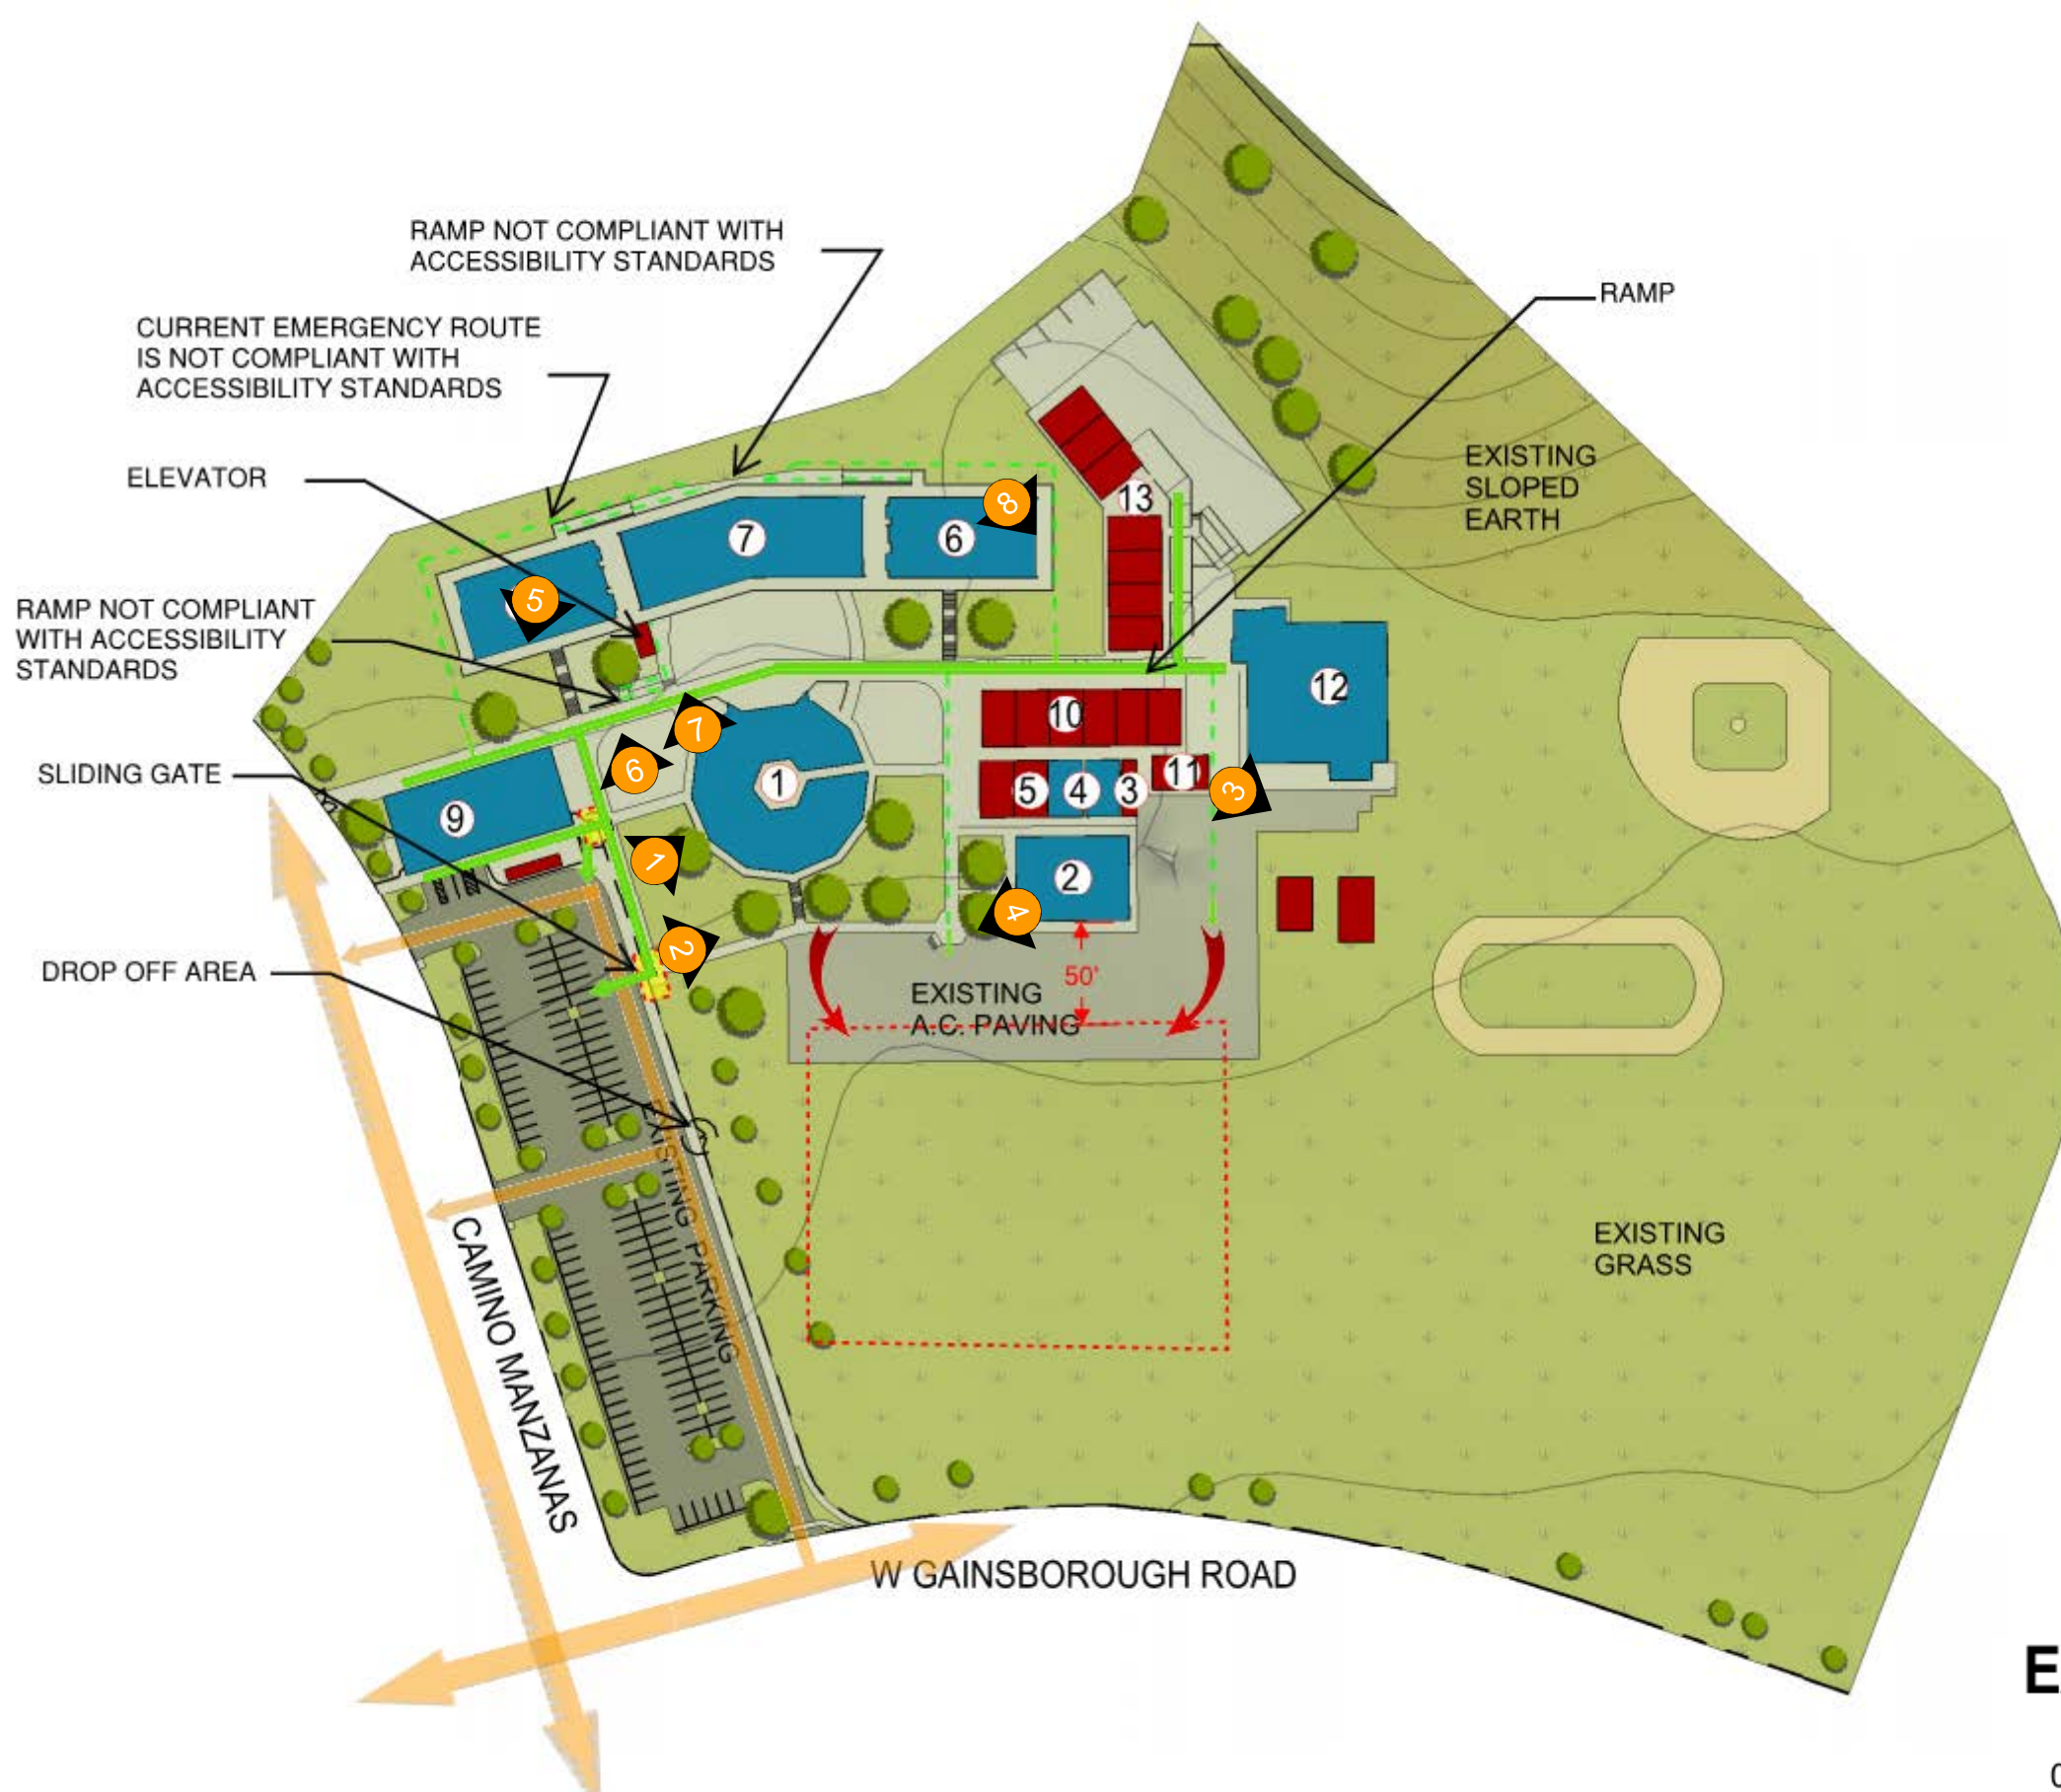 RAMP NOT COMPLIANT WITH
ACCESSIBILITY STANDARDS
RAMP
CURRENT EMERGENCY ROUTE
IS NOT COMPLIANT WITH
ACCESSIBILITY STANDARDS
ELEVATOR
EXISTING
SLOPED
EARTH
13
8
7
6
5
RAMP NOT COMPLIANT
WITH ACCESSIBILITY
STANDARDS
12
10
7
6
1
11
5
4
3
3
SLIDING GATE
9
1
2
4
2
DROP OFF AREA
50'
EXISTING
A.C. PAVING
EXISTING PARKING
EXISTING
GRASS
CAMINO MANZANAS
W GAINSBOROUGH ROAD